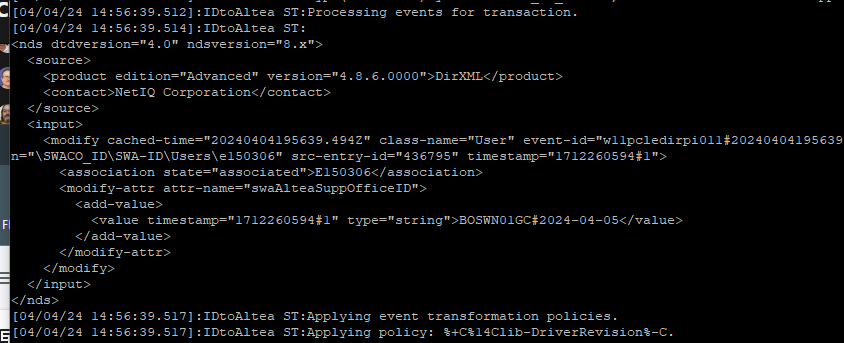 [04/04/24 14:56:39.512]:IDtoAltea ST:Processing events for transaction.
[04/04/24 14:56:39.514]:IDtoAltea ST:
<nds dtdversion="4.0" ndsversion="8.x">
  <source>
    <product edition="Advanced" version="4.8.6.0000">DirXML</product>
    <contact>NetIQ Corporation</contact>
  </source>
  <input>
    <modify cached-time="20240404195639.494Z" class-name="User" event-id="w11pcledirpi011#20240404195639
n="\SWACO_ID\SWA-ID\Users\e150306" src-entry-id="436795" timestamp="1712260594#1">
      <association state="associated">E150306</association>
      <modify-attr attr-name="swaAlteaSuppOfficeID">
        <add-value>
          <value timestamp="1712260594#1" type="string">BOSWN01GC#2024-04-05</value>
        </add-value>
      </modify-attr>
    </modify>
  </input>
</nds>
[04/04/24 14:56:39.517]:IDtoAltea ST:Applying event transformation policies.
[04/04/24 14:56:39.517]:IDtoAltea ST:Applying policy: %+C%14Clib-DriverRevision%-C.